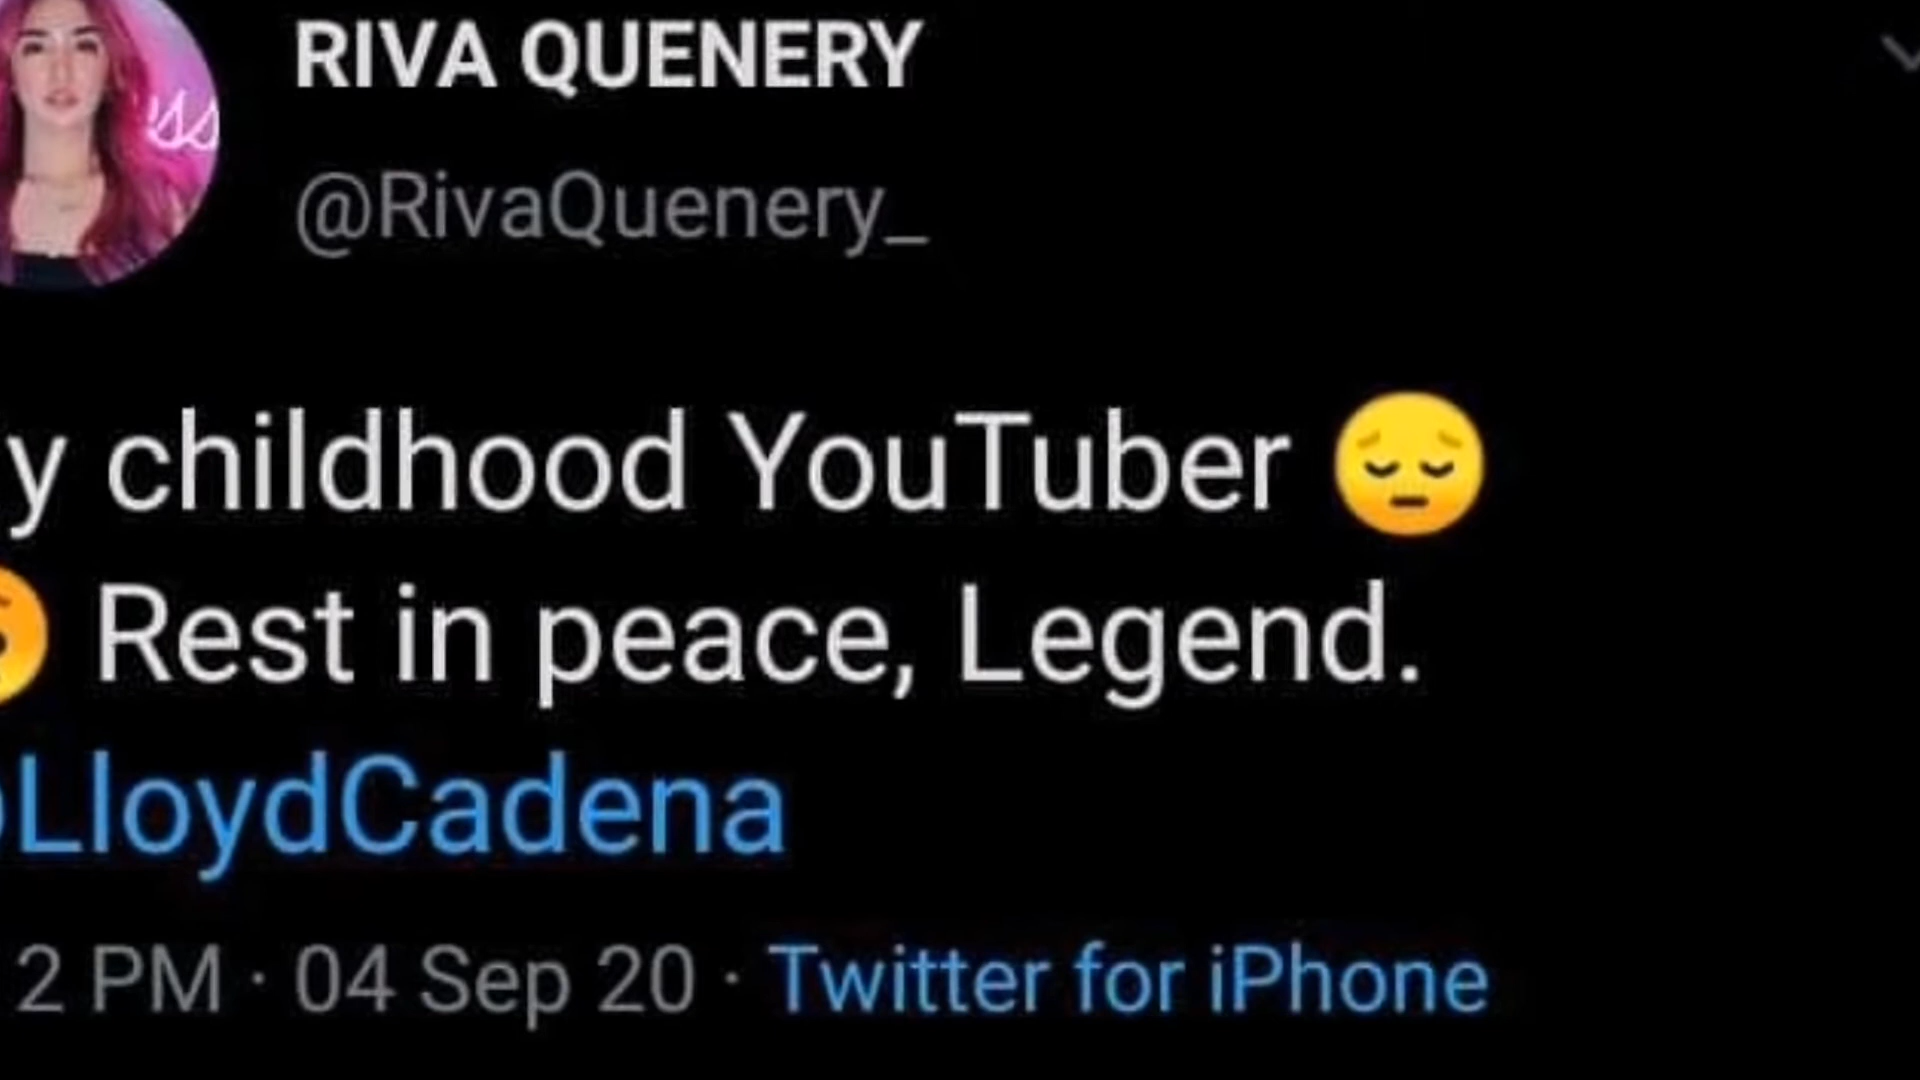 RIVA QUENERY
@RivaQuenery_
y childhood YouTuber 😔
Rest in peace, Legend.
LloydCadena
2 PM · 04 Sep 20 · Twitter for iPhone